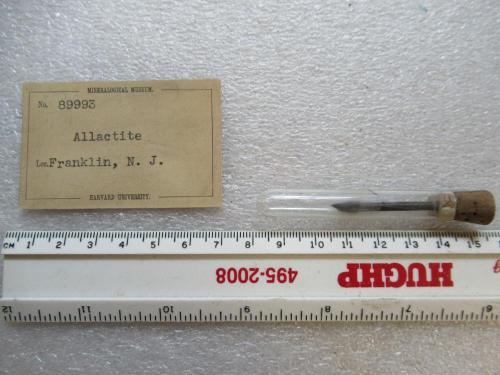 MINERALOGICAL MUSEUM.
No. 89993
Allactite
Loc. Franklin, N. J.
HARVARD UNIVERSITY.
CM 1 2 3 4 5 6 7 8 9 10 11 12 13 14 15
495-2008 HUGHP
12 11 10 9 8 7 6